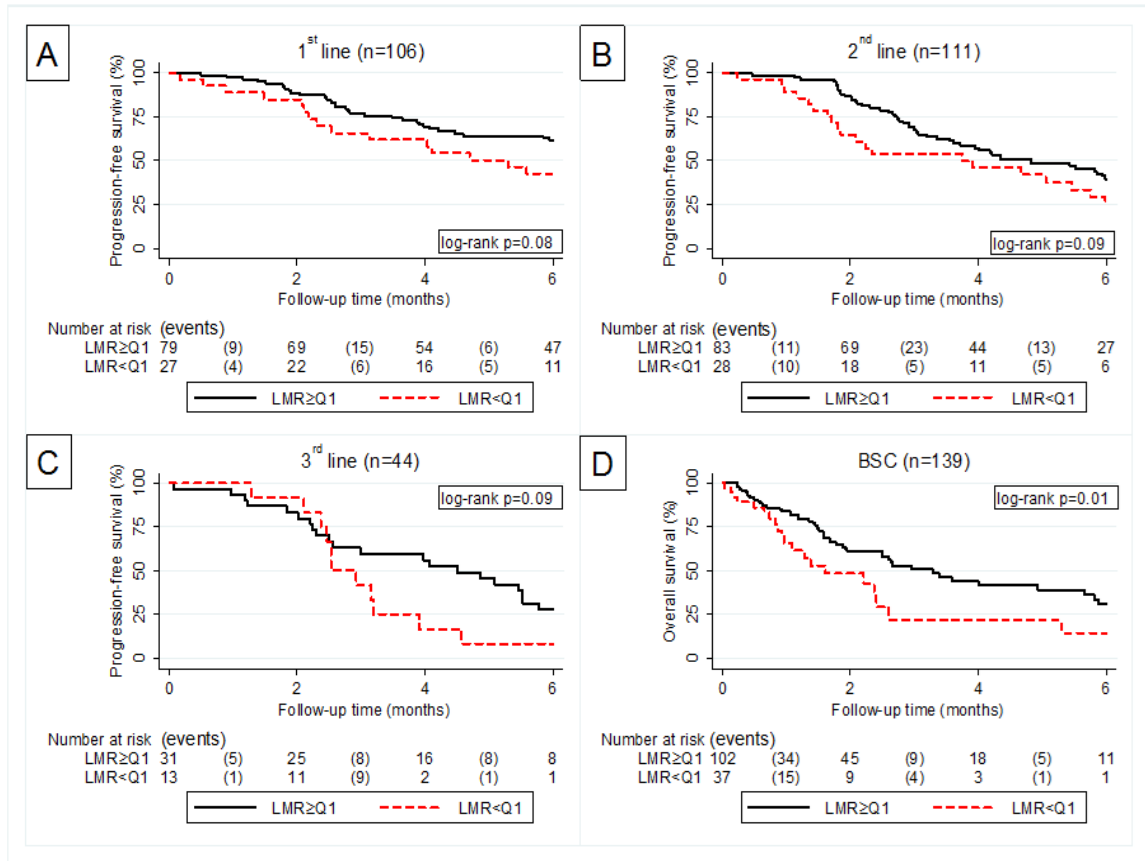 A
1st line (n=106)
Progression-free survival (%)
100
75
50
25
0
log-rank p=0.08
0 2 4 6
Follow-up time (months)
Number at risk (events)
LMR≥Q1 79 (9) 69 (15) 54 (6) 47
LMR<Q1 27 (4) 22 (6) 16 (5) 11
LMR≥Q1 LMR<Q1
B
2nd line (n=111)
Progression-free survival (%)
100
75
50
25
0
log-rank p=0.09
0 2 4 6
Follow-up time (months)
Number at risk (events)
LMR≥Q1 83 (11) 69 (23) 44 (13) 27
LMR<Q1 28 (10) 18 (5) 11 (5) 6
LMR≥Q1 LMR<Q1
C
3rd line (n=44)
Progression-free survival (%)
100
75
50
25
0
log-rank p=0.09
0 2 4 6
Follow-up time (months)
Number at risk (events)
LMR≥Q1 31 (5) 25 (8) 16 (8) 8
LMR<Q1 13 (1) 11 (9) 2 (1) 1
LMR≥Q1 LMR<Q1
D
BSC (n=139)
Overall survival (%)
100
75
50
25
0
log-rank p=0.01
0 2 4 6
Follow-up time (months)
Number at risk (events)
LMR≥Q1 102 (34) 45 (9) 18 (5) 11
LMR<Q1 37 (15) 9 (4) 3 (1) 1
LMR≥Q1 LMR<Q1